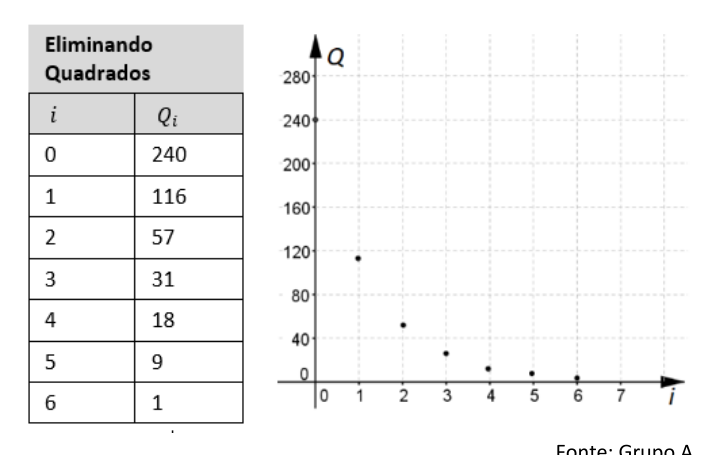 Eliminando
Quadrados
i Qᵢ
0 240
1 116
2 57
3 31
4 18
5 9
6 1
Q
280
240
200
160
120
80
40
0
0 1 2 3 4 5 6 7 i
Fonte: Grupo A